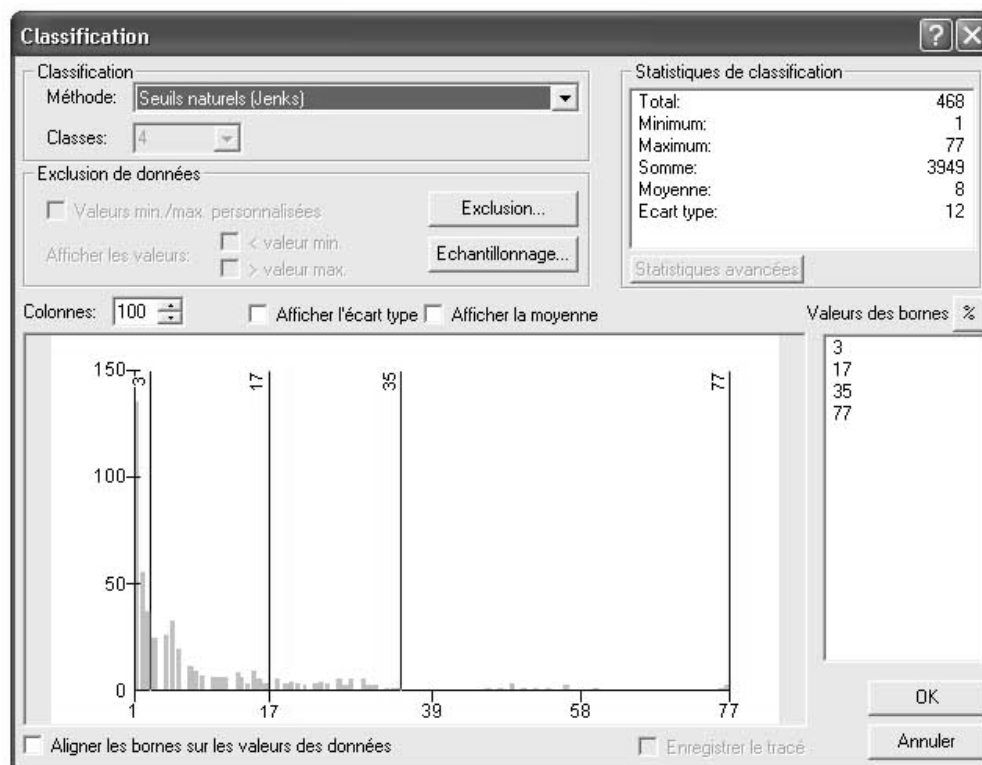 Classification
Classification
Méthode: Seuils naturels (Jenks)
Classes: 4
Exclusion de données
Valeurs min./max. personnalisées
Exclusion...
Afficher les valeurs:
< valeur min.
> valeur max.
Echantillonnage...
Statistiques de classification
Total: 468
Minimum: 1
Maximum: 77
Somme: 3949
Moyenne: 8
Ecart type: 12
Statistiques avancées
Colonnes: 100
Afficher l'écart type
Afficher la moyenne
Valeurs des bornes %
3
17
35
77
150
100
50
0
3
17
35
77
1
17
39
58
77
OK
Annuler
Aligner les bornes sur les valeurs des données
Enregistrer le tracé